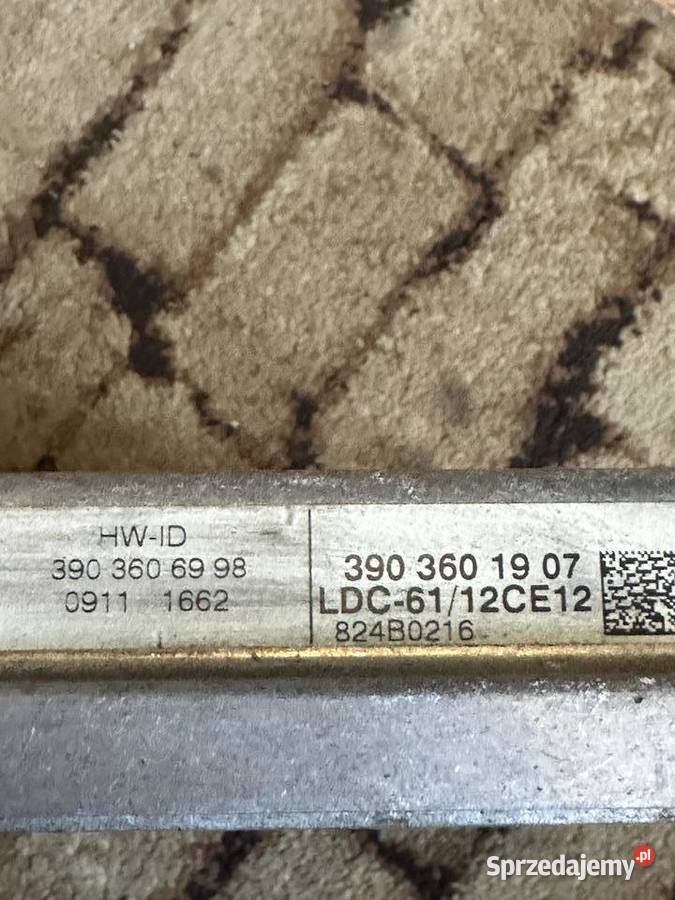 HW-ID
390 360 69 98
0911 1662
390 360 19 07
LDC-61/12CE12
824B0216
Sprzedajemy.pl